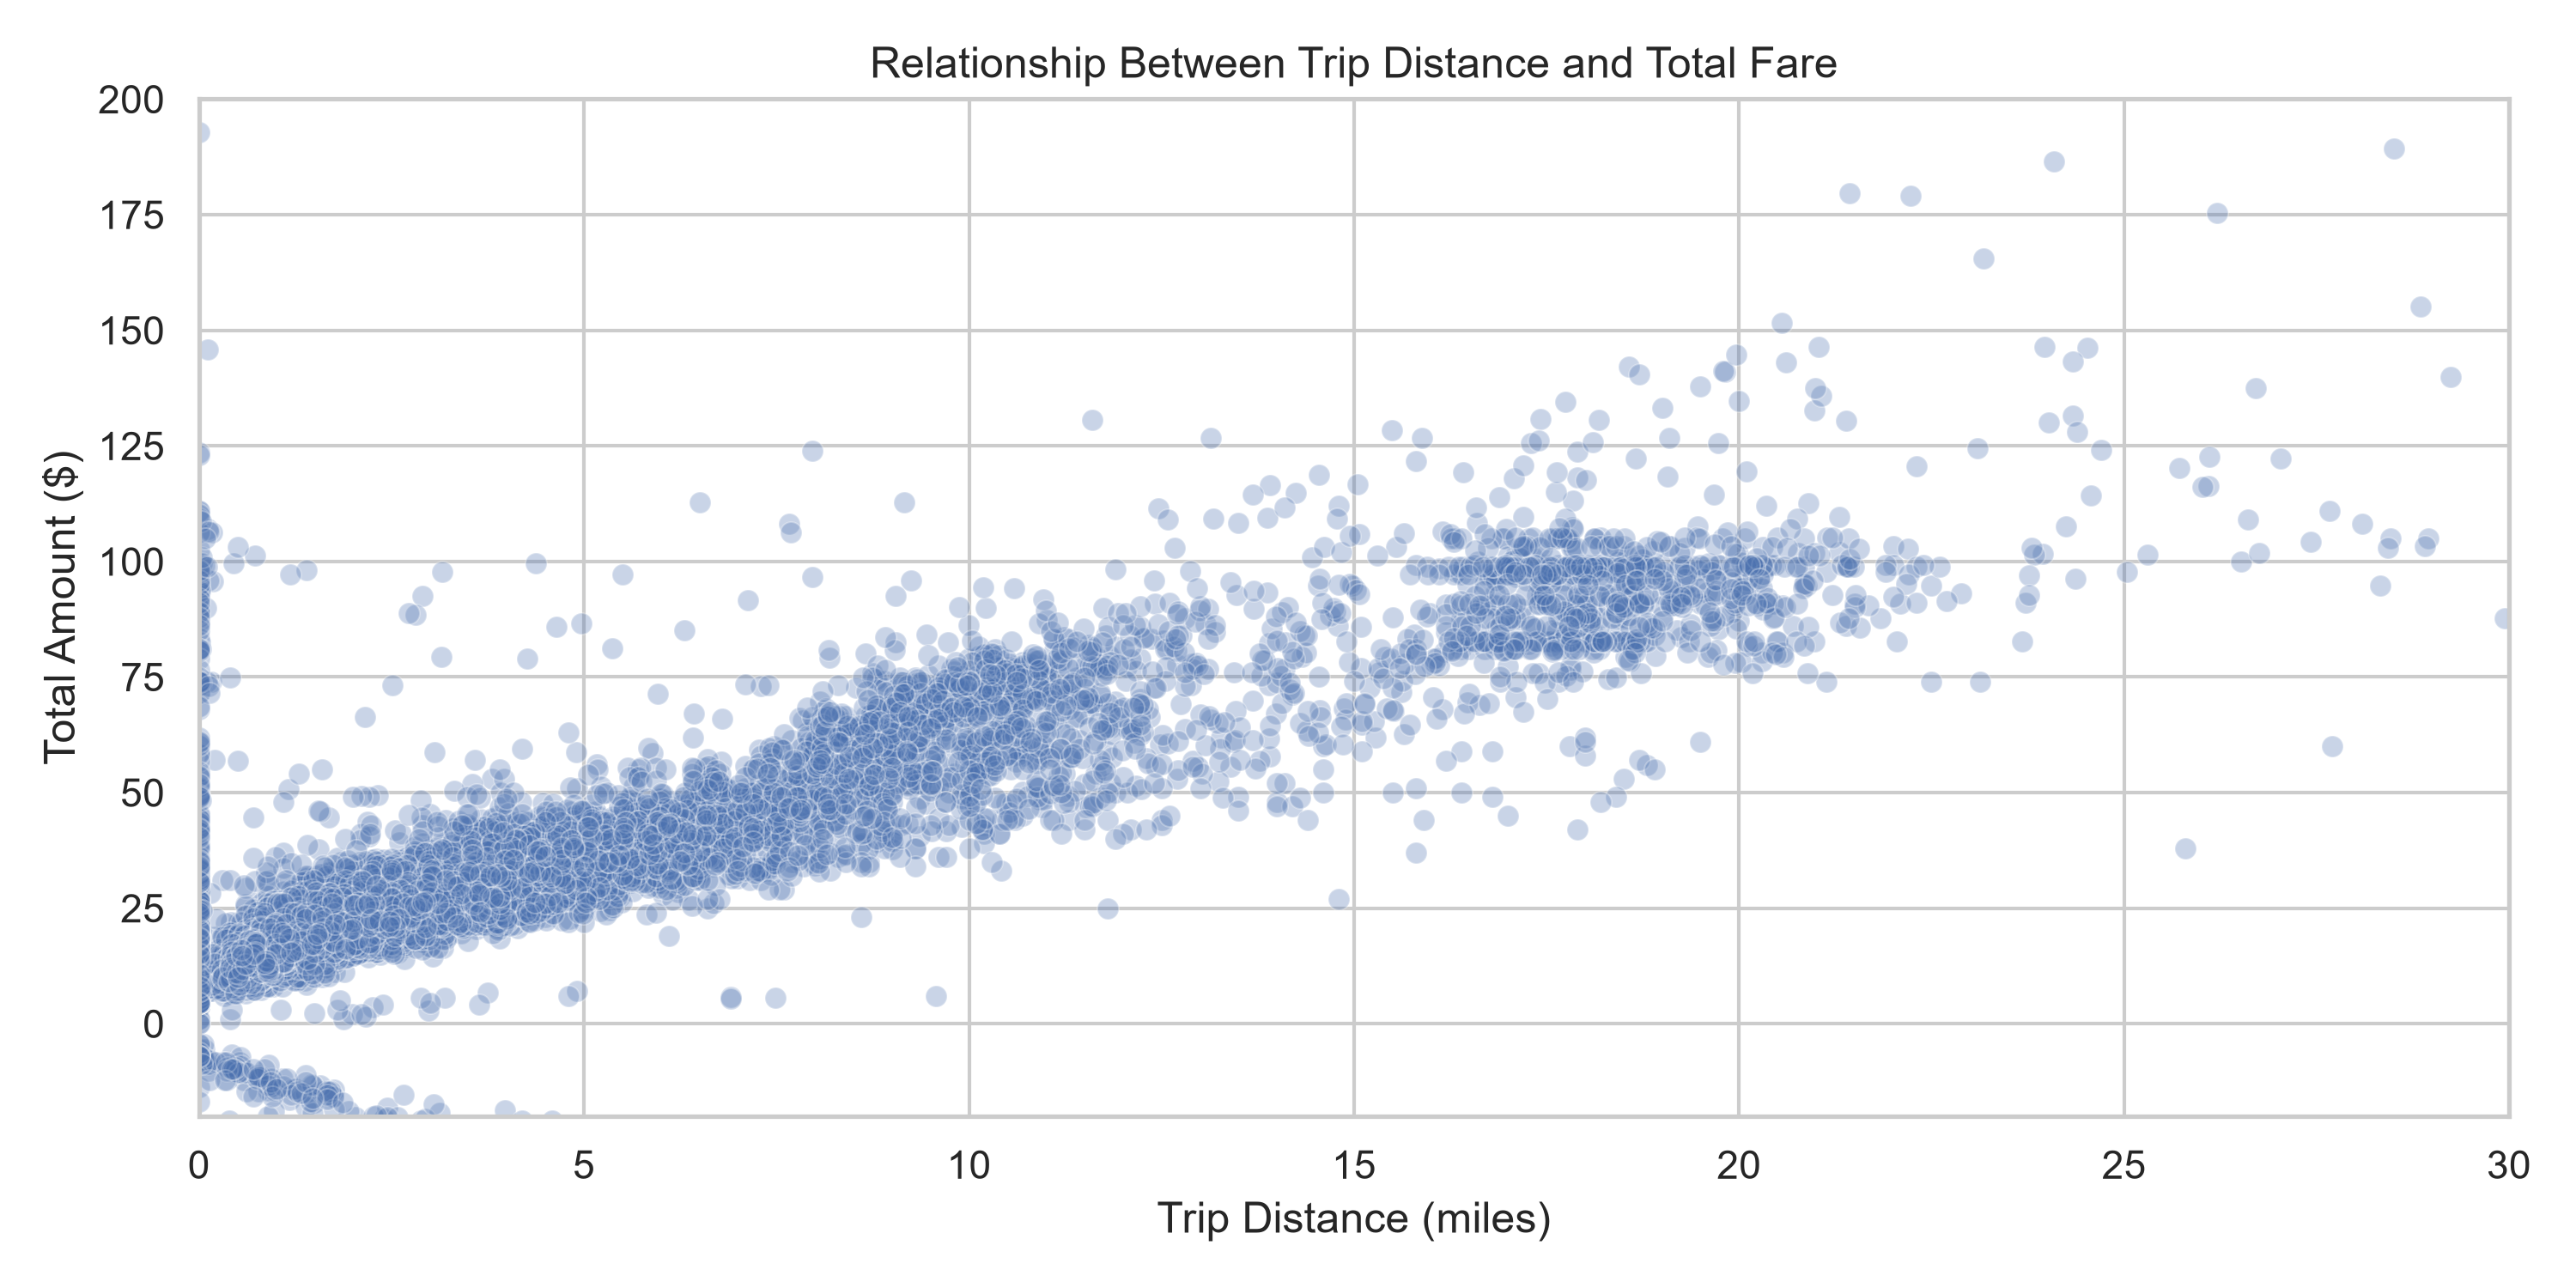 Relationship Between Trip Distance and Total Fare
200
175
150
125
100
75
50
25
0
Total Amount ($)
0 5 10 15 20 25 30
Trip Distance (miles)